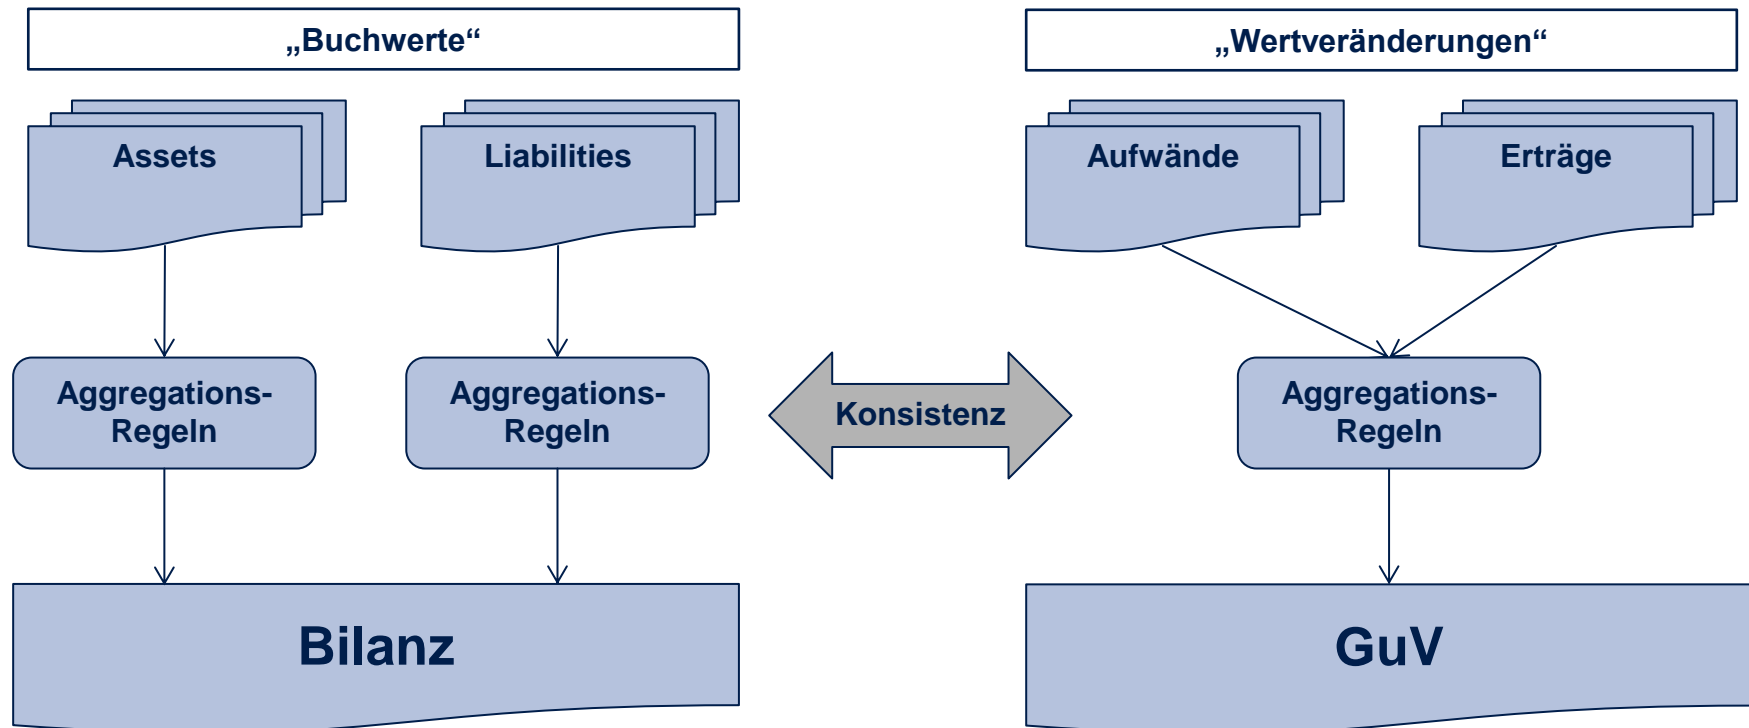 „Buchwerte“
„Wertveränderungen“
Assets
Liabilities
Aufwände
Erträge
Aggregations-
Regeln
Aggregations-
Regeln
Konsistenz
Aggregations-
Regeln
Bilanz
GuV